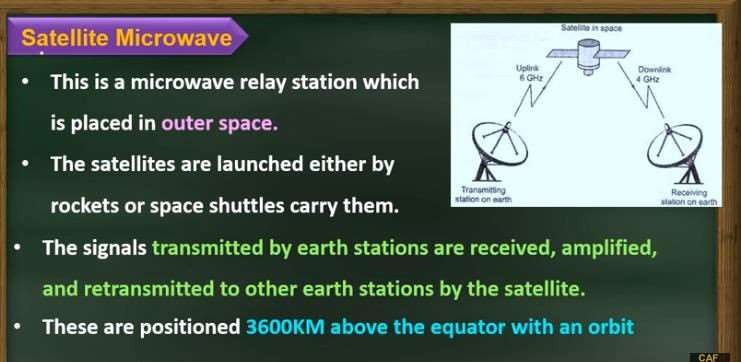 Satellite Microwave
• This is a microwave relay station which
is placed in outer space.
• The satellites are launched either by
rockets or space shuttles carry them.
• The signals transmitted by earth stations are received, amplified,
and retransmitted to other earth stations by the satellite.
• These are positioned 3600KM above the equator with an orbit
Satellite in space
Uplink
6 GHz
Downlink
4 GHz
Transmitting
station on earth
Receiving
station on earth
CAF